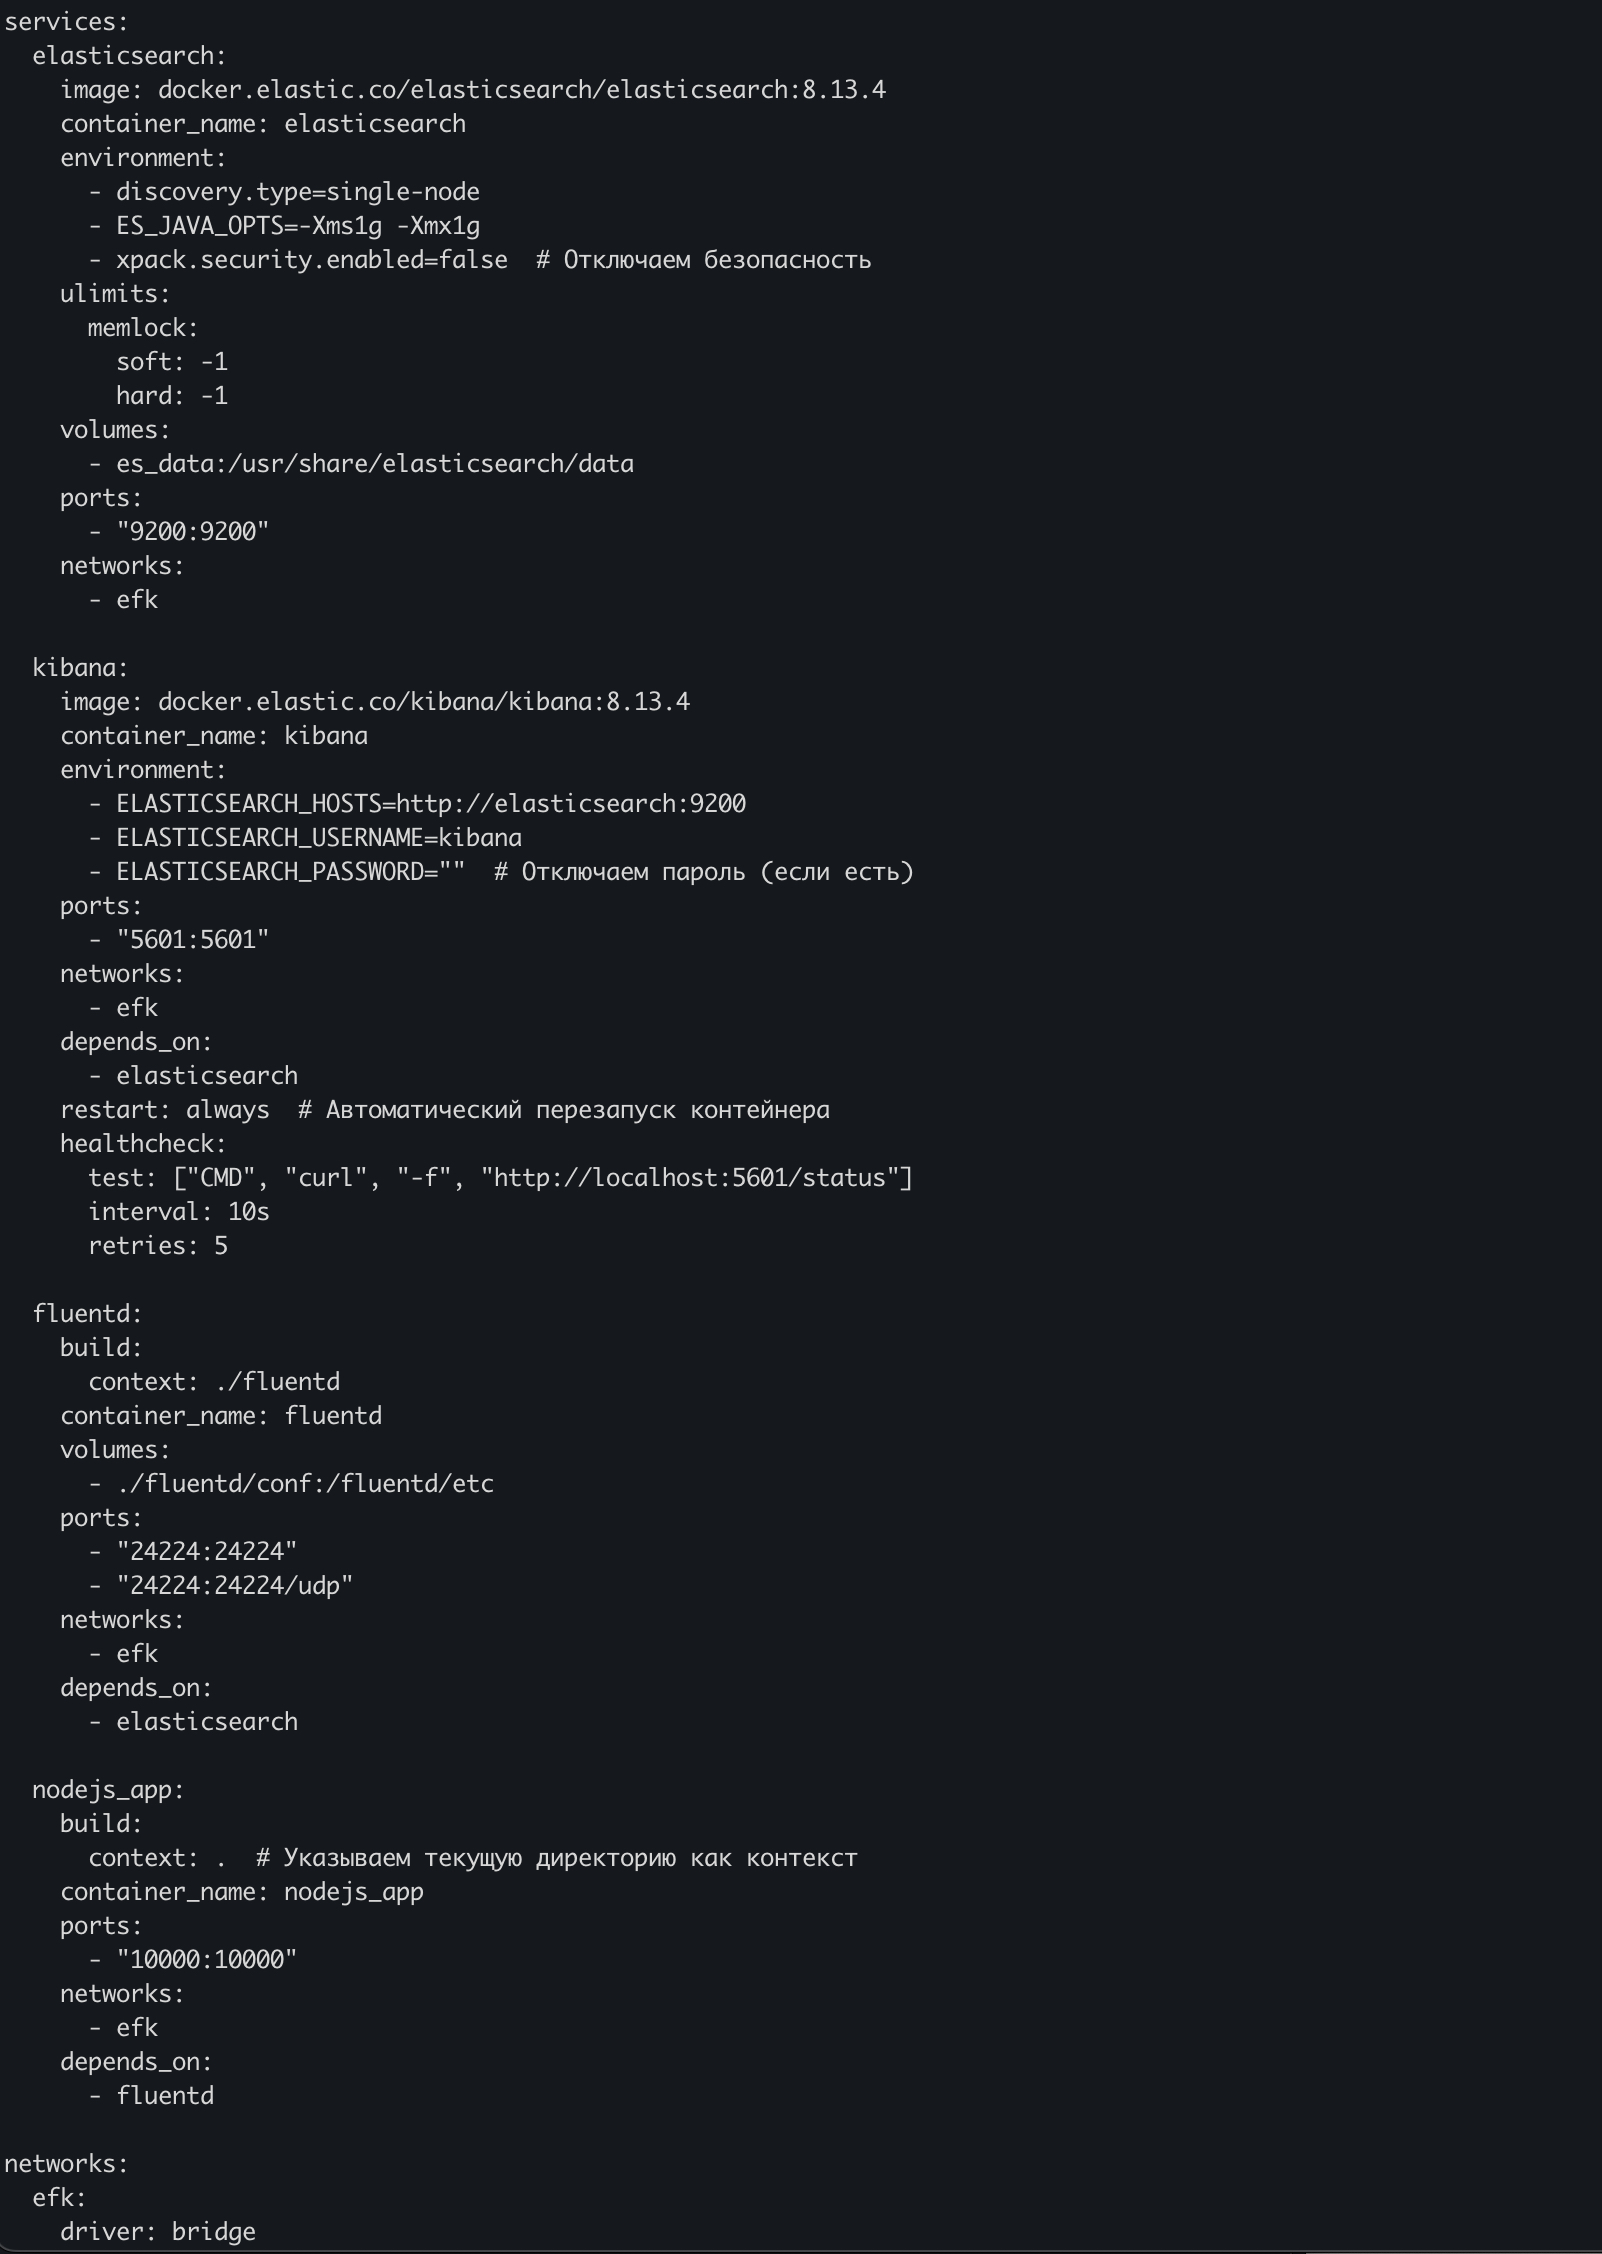 services:
  elasticsearch:
    image: docker.elastic.co/elasticsearch/elasticsearch:8.13.4
    container_name: elasticsearch
    environment:
      - discovery.type=single-node
      - ES_JAVA_OPTS=-Xms1g -Xmx1g
      - xpack.security.enabled=false  # Отключаем безопасность
    ulimits:
      memlock:
        soft: -1
        hard: -1
    volumes:
      - es_data:/usr/share/elasticsearch/data
    ports:
      - "9200:9200"
    networks:
      - efk

  kibana:
    image: docker.elastic.co/kibana/kibana:8.13.4
    container_name: kibana
    environment:
      - ELASTICSEARCH_HOSTS=http://elasticsearch:9200
      - ELASTICSEARCH_USERNAME=kibana
      - ELASTICSEARCH_PASSWORD=""  # Отключаем пароль (если есть)
    ports:
      - "5601:5601"
    networks:
      - efk
    depends_on:
      - elasticsearch
    restart: always  # Автоматический перезапуск контейнера
    healthcheck:
      test: ["CMD", "curl", "-f", "http://localhost:5601/status"]
      interval: 10s
      retries: 5

  fluentd:
    build:
      context: ./fluentd
    container_name: fluentd
    volumes:
      - ./fluentd/conf:/fluentd/etc
    ports:
      - "24224:24224"
      - "24224:24224/udp"
    networks:
      - efk
    depends_on:
      - elasticsearch

  nodejs_app:
    build:
      context: .  # Указываем текущую директорию как контекст
    container_name: nodejs_app
    ports:
      - "10000:10000"
    networks:
      - efk
    depends_on:
      - fluentd

networks:
  efk:
    driver: bridge